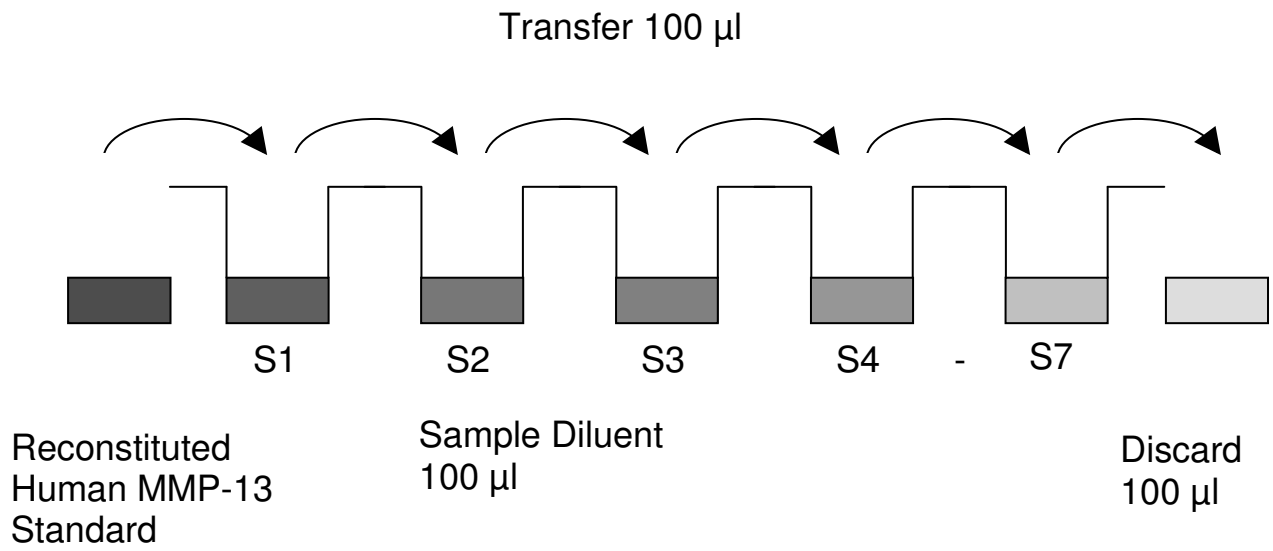 Transfer 100 µl
S1 S2 S3 S4 - S7
Reconstituted
Human MMP-13
Standard
Sample Diluent
100 µl
Discard
100 µl